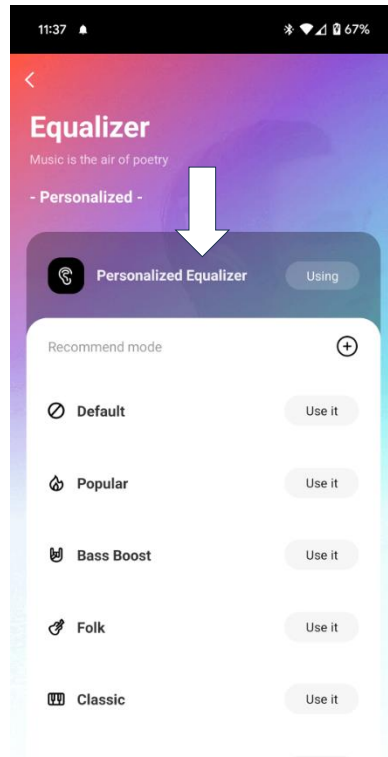 11:37
67%
Equalizer
Music is the air of poetry
- Personalized -
Personalized Equalizer
Using
Recommend mode
Default
Use it
Popular
Use it
Bass Boost
Use it
Folk
Use it
Classic
Use it